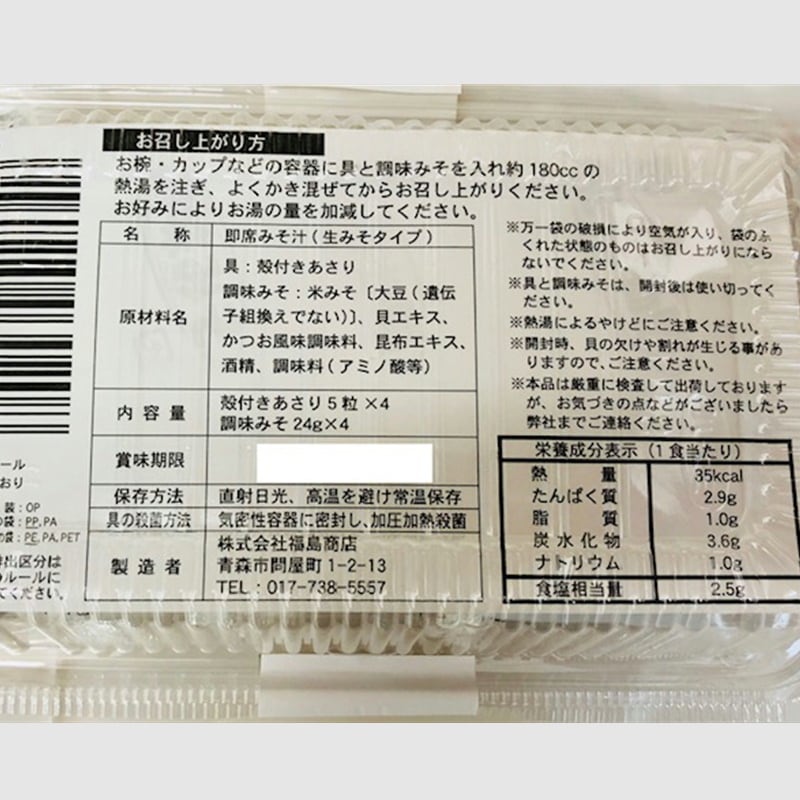 お召し上がり方
お椀・カップなどの容器に具と調味みそを入れ約180ccの
熱湯を注ぎ、よくかき混ぜてからお召し上がりください。
お好みによりお湯の量を加減してください。
名称 即席みそ汁(生みそタイプ)
原材料名
具：殻付きあさり
調味みそ：米みそ〔大豆(遺伝
子組換えでない)〕、貝エキス、
かつお風味調味料、昆布エキス、
酒精、調味料(アミノ酸等)
内容量
殻付きあさり5粒×4
調味みそ24g×4
賞味期限
保存方法 直射日光、高温を避け常温保存
具の殺菌方法 気密性容器に密封し、加圧加熱殺菌
製造者
株式会社福島商店
青森市問屋町1-2-13
TEL：017-738-5557
※万一袋の破損により空気が入り、袋のふ
くれた状態のものはお召し上がりになら
ないでください。
※具と調味みそは、開封後は使い切ってく
ださい。
※熱湯によるやけどにご注意ください。
※開封時、貝の欠けや割れが生じる事があ
りますので、ご注意ください。
※本品は厳重に検査して出荷しております
が、お気づきの点などがございましたら
弊社までご連絡ください。
栄養成分表示(1食当たり)
熱量 35kcal
たんぱく質 2.9g
脂質 1.0g
炭水化物 3.6g
ナトリウム 1.0g
食塩相当量 2.5g
ール
おり
装：OP
の袋：PP,PA
の袋：PE,PA,PET
出区分は
ルールに
てください。